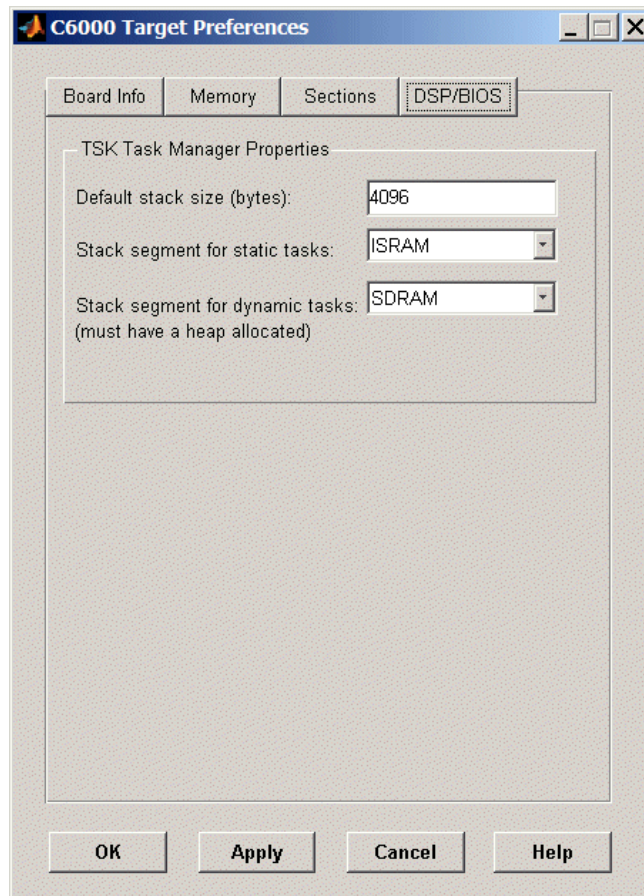 C6000 Target Preferences
Board Info Memory Sections DSP/BIOS
TSK Task Manager Properties
Default stack size (bytes): 4096
Stack segment for static tasks: ISRAM
Stack segment for dynamic tasks: SDRAM
(must have a heap allocated)
OK Apply Cancel Help